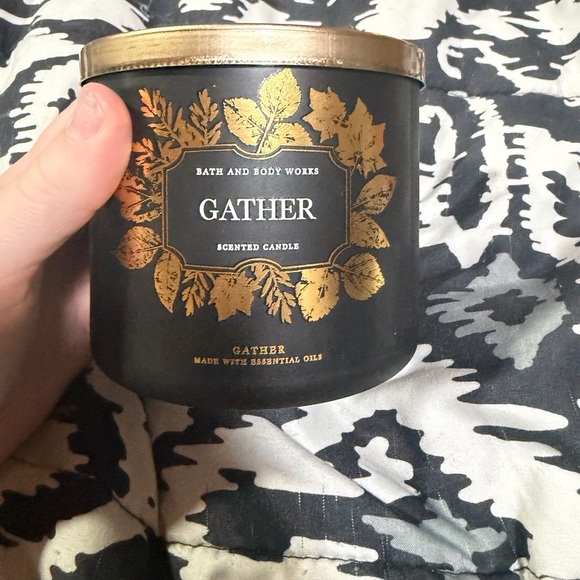 BATH AND BODY WORKS
GATHER
SCENTED CANDLE
GATHER
MADE WITH ESSENTIAL OILS